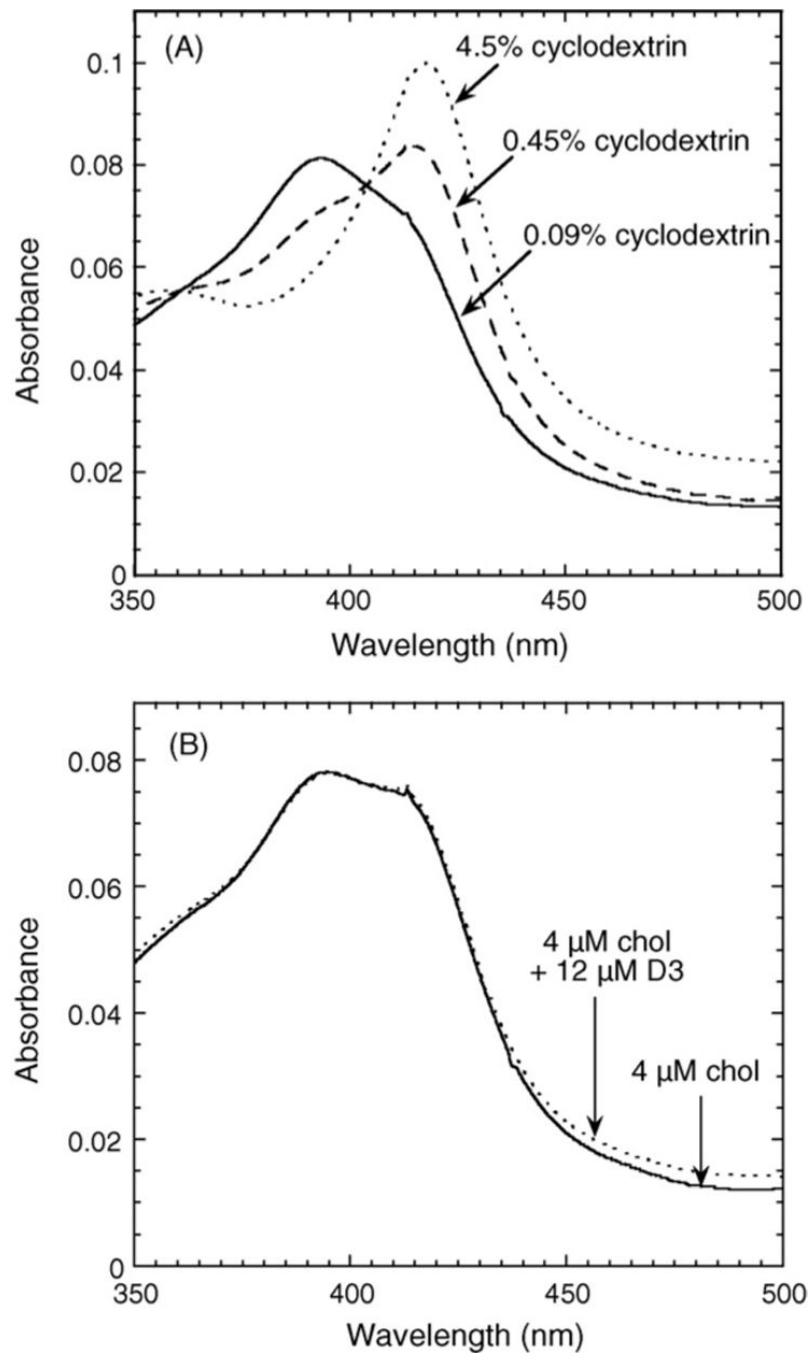 (A)
4.5% cyclodextrin
0.45% cyclodextrin
0.09% cyclodextrin
0.1
0.08
0.06
0.04
0.02
0
Absorbance
350
400
450
500
Wavelength (nm)
(B)
4 μM chol
+ 12 μM D3
4 μM chol
0.08
0.06
0.04
0.02
0
Absorbance
350
400
450
500
Wavelength (nm)